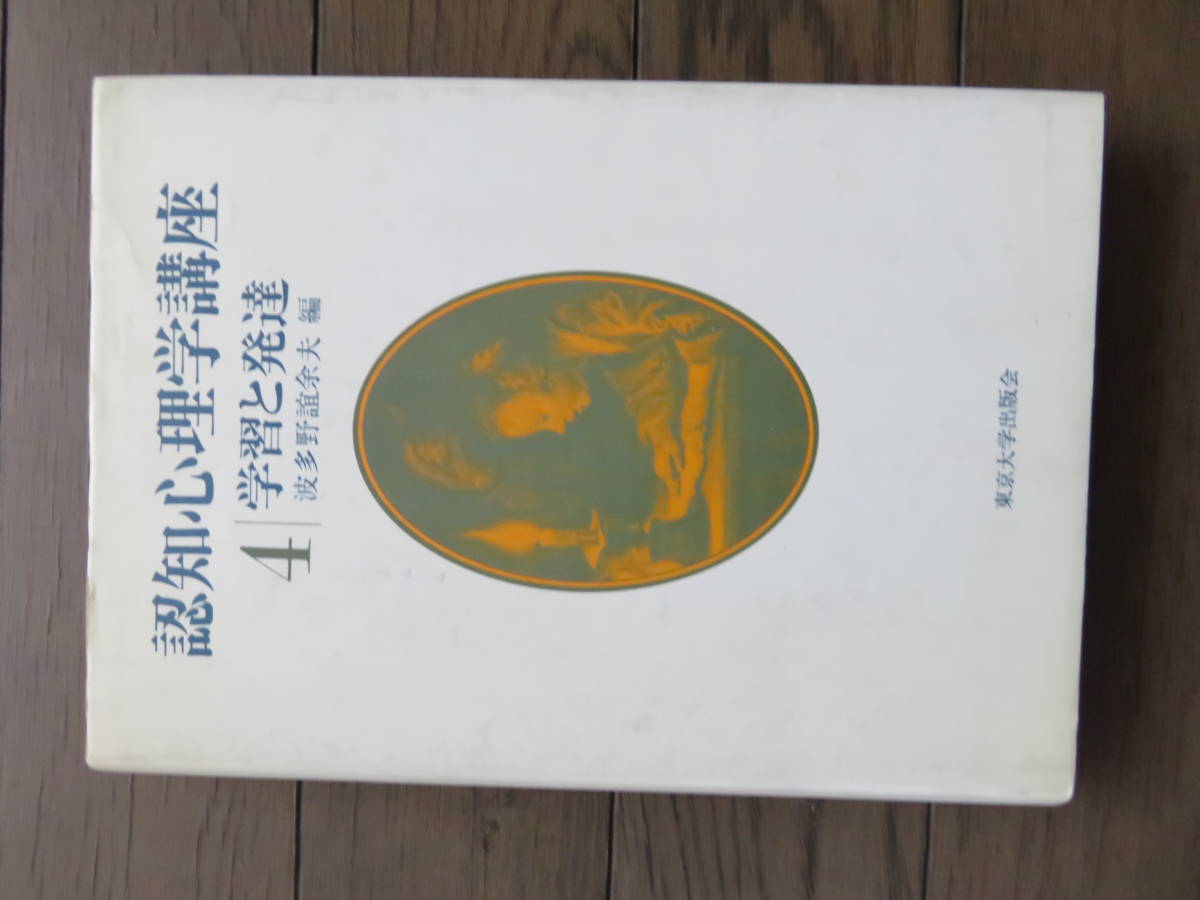 認知心理学講座
4 学習と発達
波多野誼余夫 編
東京大学出版会